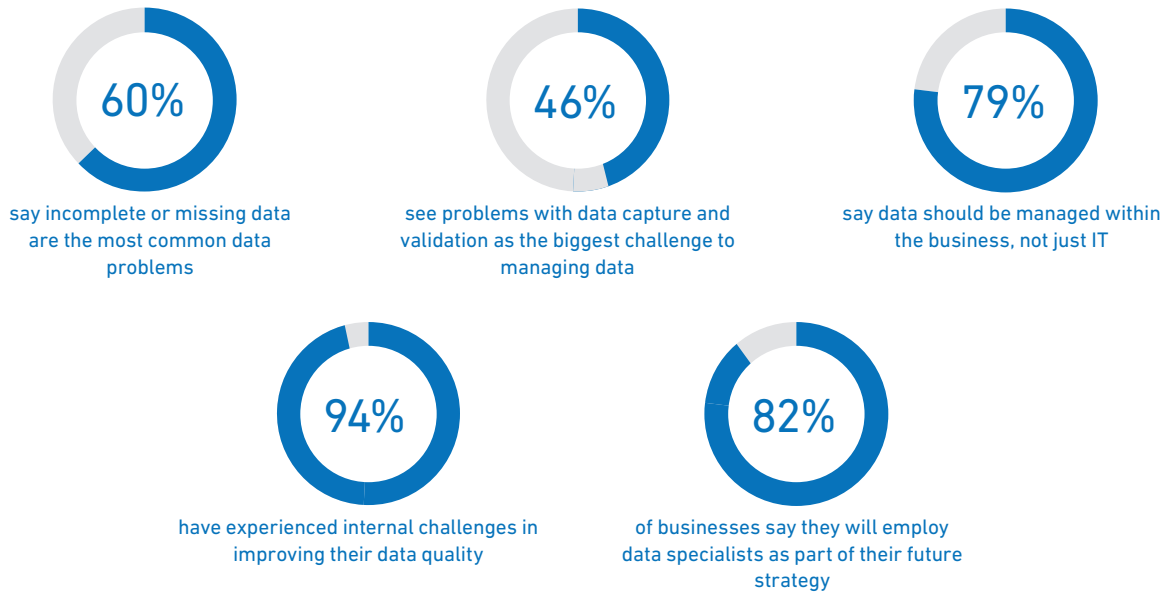 60%
say incomplete or missing data
are the most common data
problems
46%
see problems with data capture and
validation as the biggest challenge to
managing data
79%
say data should be managed within
the business, not just IT
94%
have experienced internal challenges in
improving their data quality
82%
of businesses say they will employ
data specialists as part of their future
strategy